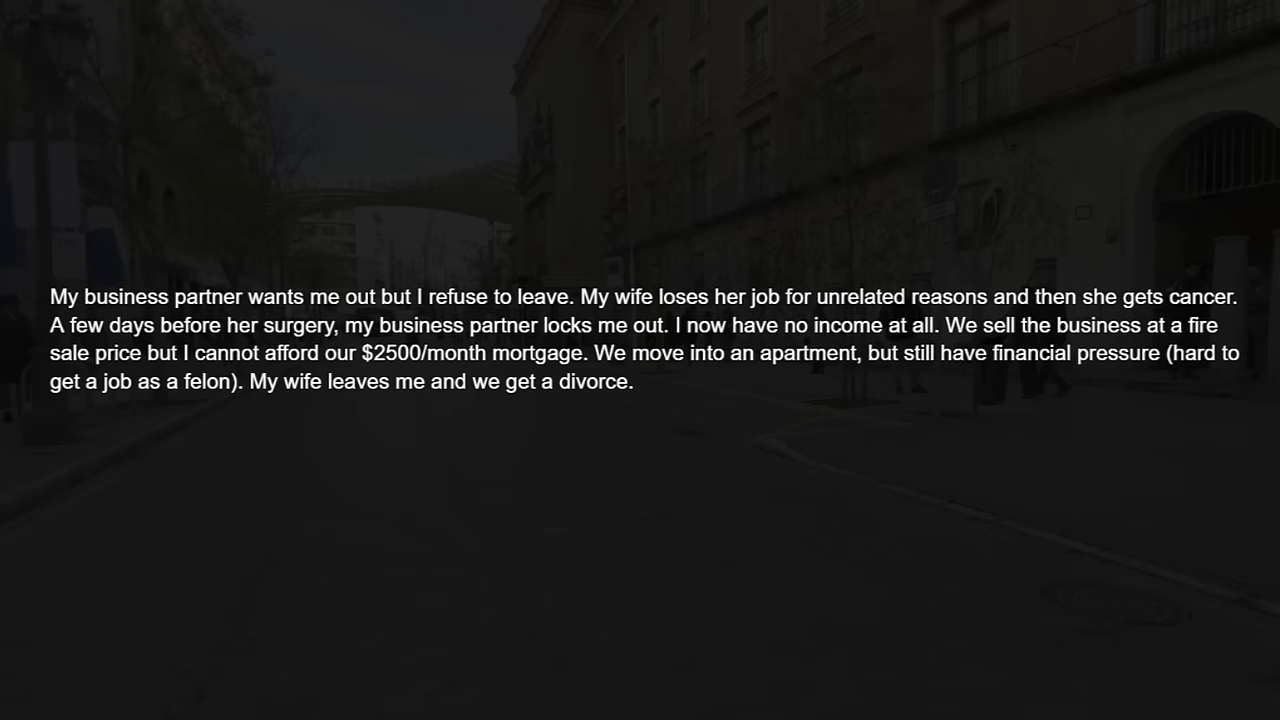 My business partner wants me out but I refuse to leave. My wife loses her job for unrelated reasons and then she gets cancer.
A few days before her surgery, my business partner locks me out. I now have no income at all. We sell the business at a fire
sale price but I cannot afford our $2500/month mortgage. We move into an apartment, but still have financial pressure (hard to
get a job as a felon). My wife leaves me and we get a divorce.